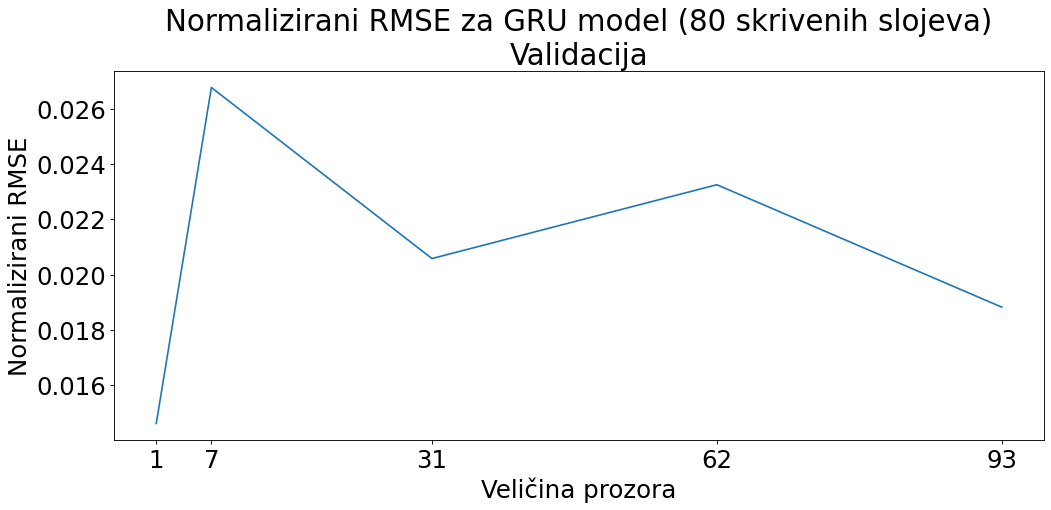 Normalizirani RMSE za GRU model (80 skrivenih slojeva)
Validacija
Normalizirani RMSE
0.026
0.024
0.022
0.020
0.018
0.016
1 7 31 62 93
Veličina prozora